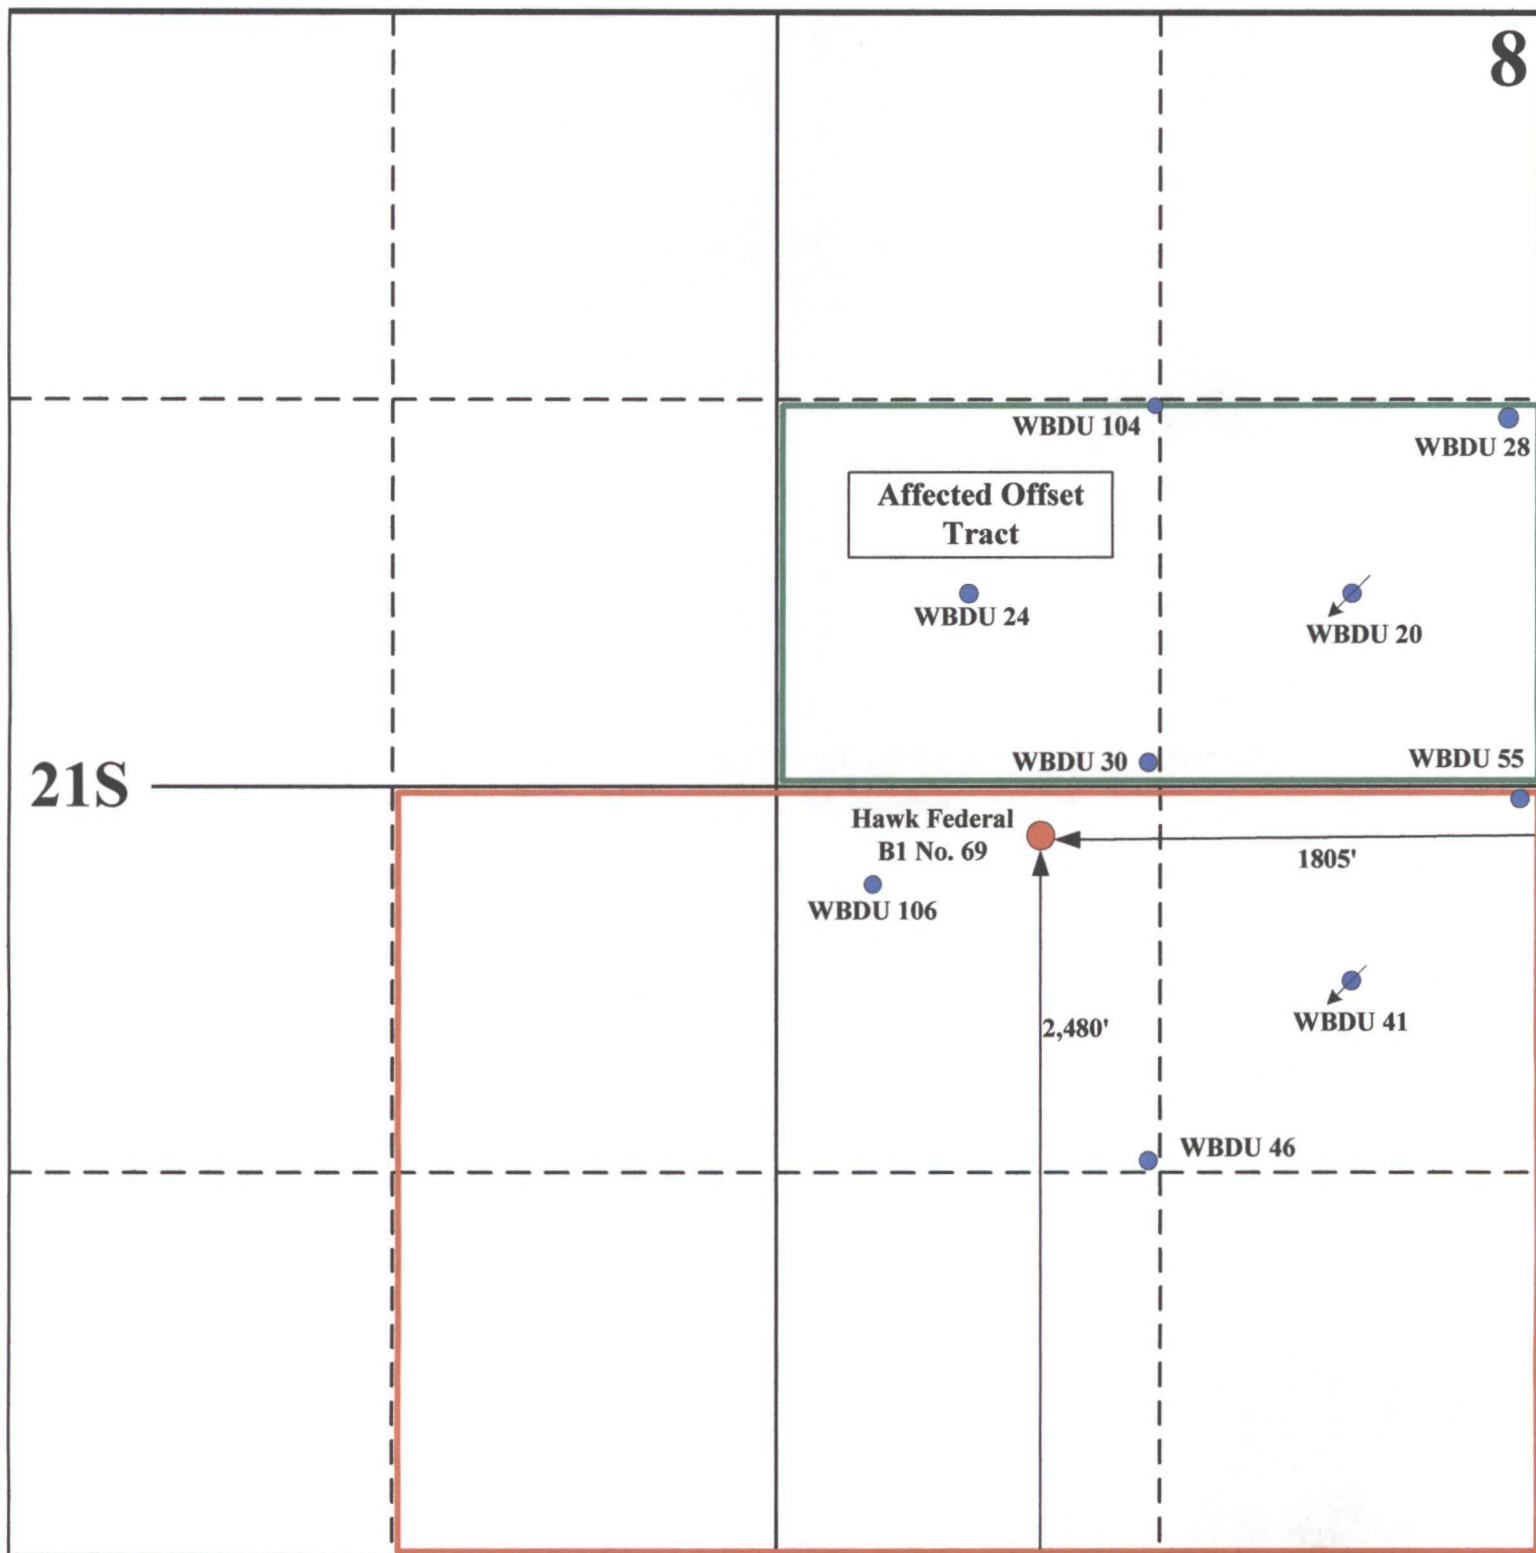 8
WBDU 104
WBDU 28
Affected Offset
Tract
WBDU 24
WBDU 20
WBDU 30
WBDU 55
21S
Hawk Federal
B1 No. 69
1805'
WBDU 106
2,480'
WBDU 41
WBDU 46